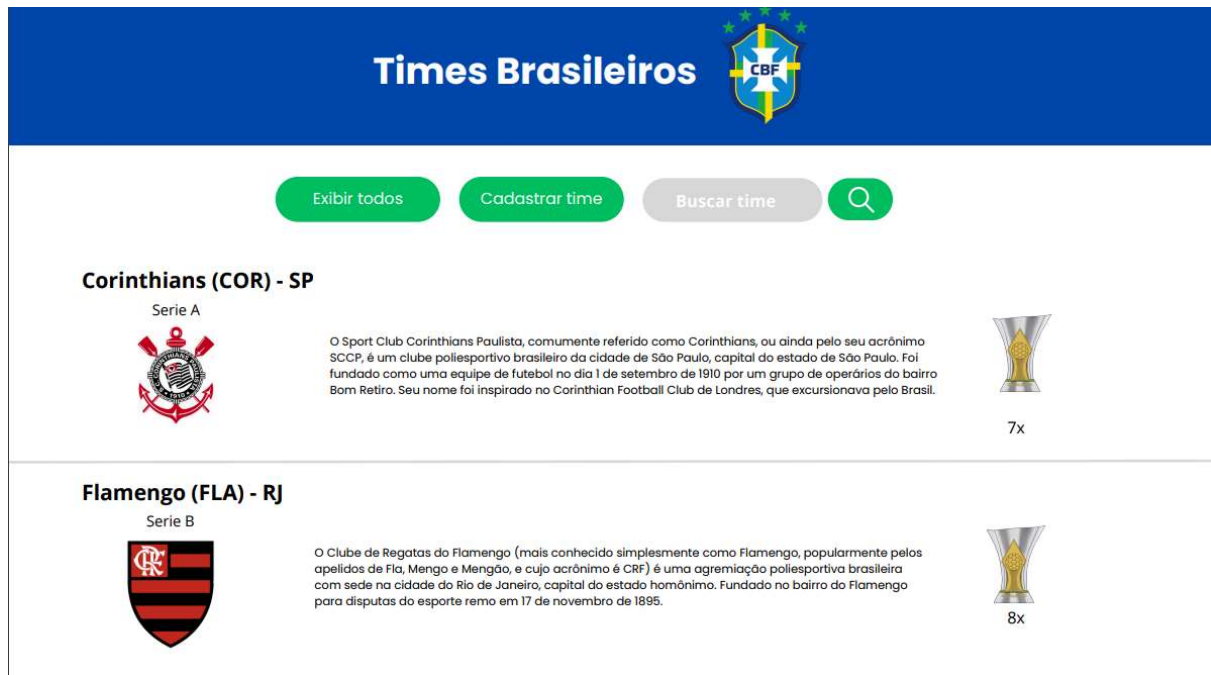 Times Brasileiros
CBF
Exibir todos
Cadastrar time
Buscar time
Corinthians (COR) - SP
Serie A
O Sport Club Corinthians Paulista, comumente referido como Corinthians, ou ainda pelo seu acrônimo
SCCP, é um clube poliesportivo brasileiro da cidade de São Paulo, capital do estado de São Paulo. Foi
fundado como uma equipe de futebol no dia 1 de setembro de 1910 por um grupo de operários do bairro
Bom Retiro. Seu nome foi inspirado no Corinthian Football Club de Londres, que excursionava pelo Brasil.
7x
Flamengo (FLA) - RJ
Serie B
O Clube de Regatas do Flamengo (mais conhecido simplesmente como Flamengo, popularmente pelos
apelidos de Fla, Mengo e Mengão, e cujo acrônimo é CRF) é uma agremiação poliesportiva brasileira
com sede na cidade do Rio de Janeiro, capital do estado homônimo. Fundado no bairro do Flamengo
para disputas do esporte remo em 17 de novembro de 1895.
8x